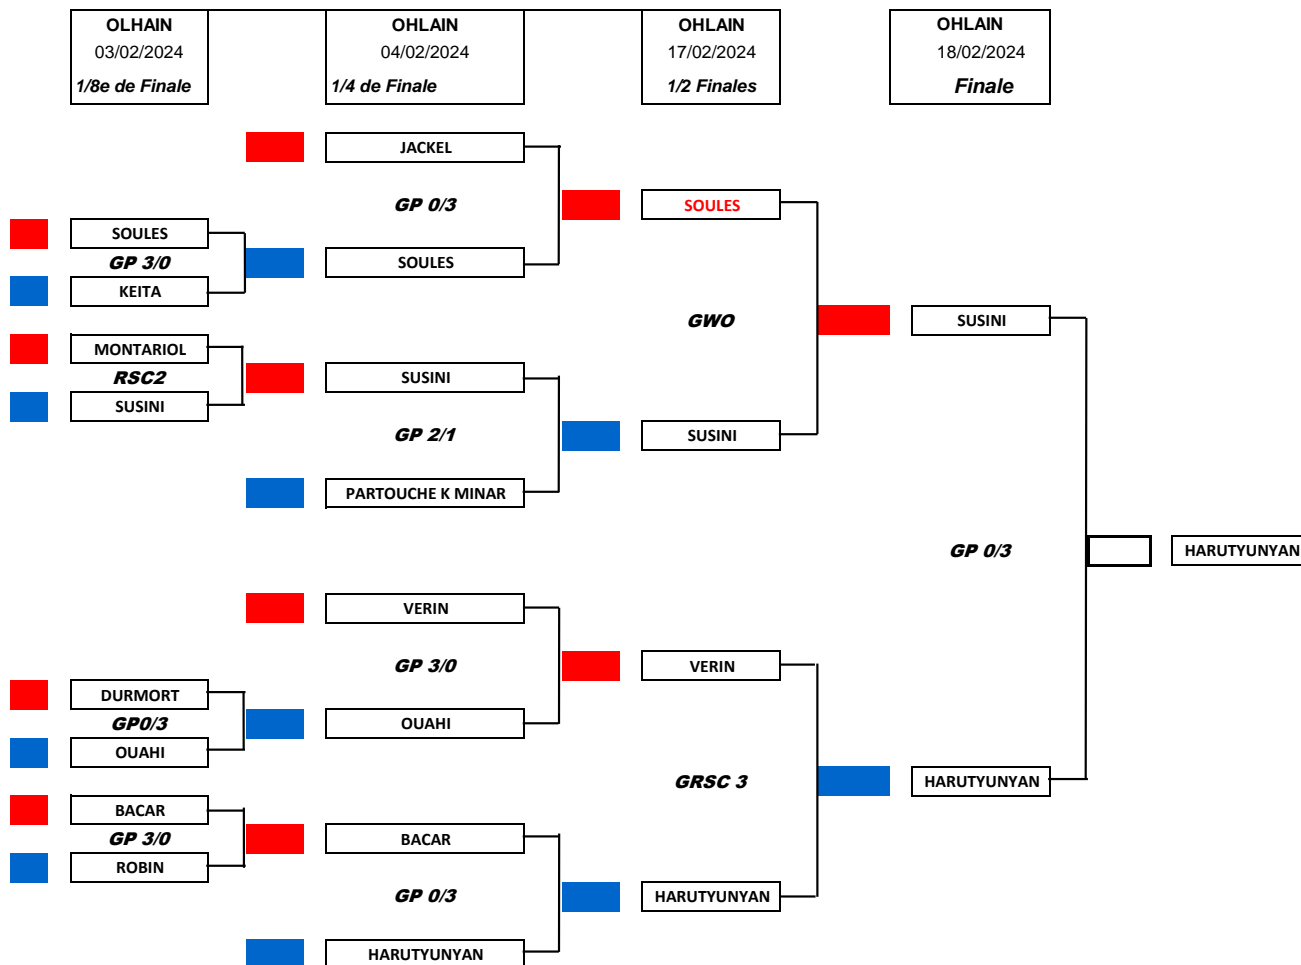 OLHAIN
03/02/2024
1/8e de Finale
OHLAIN
04/02/2024
1/4 de Finale
OHLAIN
17/02/2024
1/2 Finales
OHLAIN
18/02/2024
Finale
JACKEL
GP 0/3
SOULES
SOULES
GP 3/0
KEITA
SOULES
MONTARIOL
RSC2
SUSINI
GWO
SUSINI
SUSINI
GP 2/1
SUSINI
PARTOUCHE K MINAR
GP 0/3
HARUTYUNYAN
VERIN
GP 3/0
VERIN
DURMORT
GP0/3
OUAHI
OUAHI
BACAR
GP 3/0
ROBIN
GRSC 3
HARUTYUNYAN
BACAR
GP 0/3
HARUTYUNYAN
HARUTYUNYAN